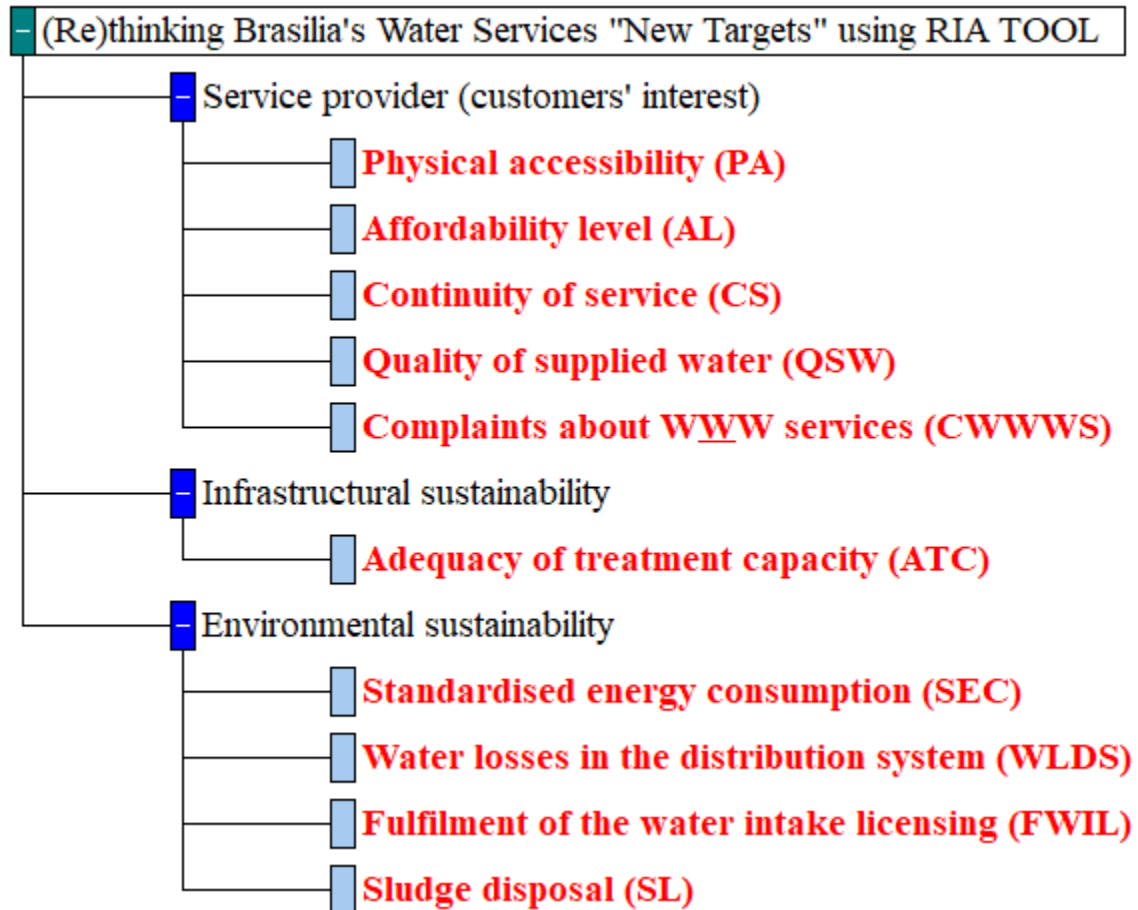 (Re)thinking Brasilia's Water Services "New Targets" using RIA TOOL
Service provider (customers' interest)
Physical accessibility (PA)
Affordability level (AL)
Continuity of service (CS)
Quality of supplied water (QSW)
Complaints about WWW services (CWWWS)
Infrastructural sustainability
Adequacy of treatment capacity (ATC)
Environmental sustainability
Standardised energy consumption (SEC)
Water losses in the distribution system (WLDS)
Fulfilment of the water intake licensing (FWIL)
Sludge disposal (SL)